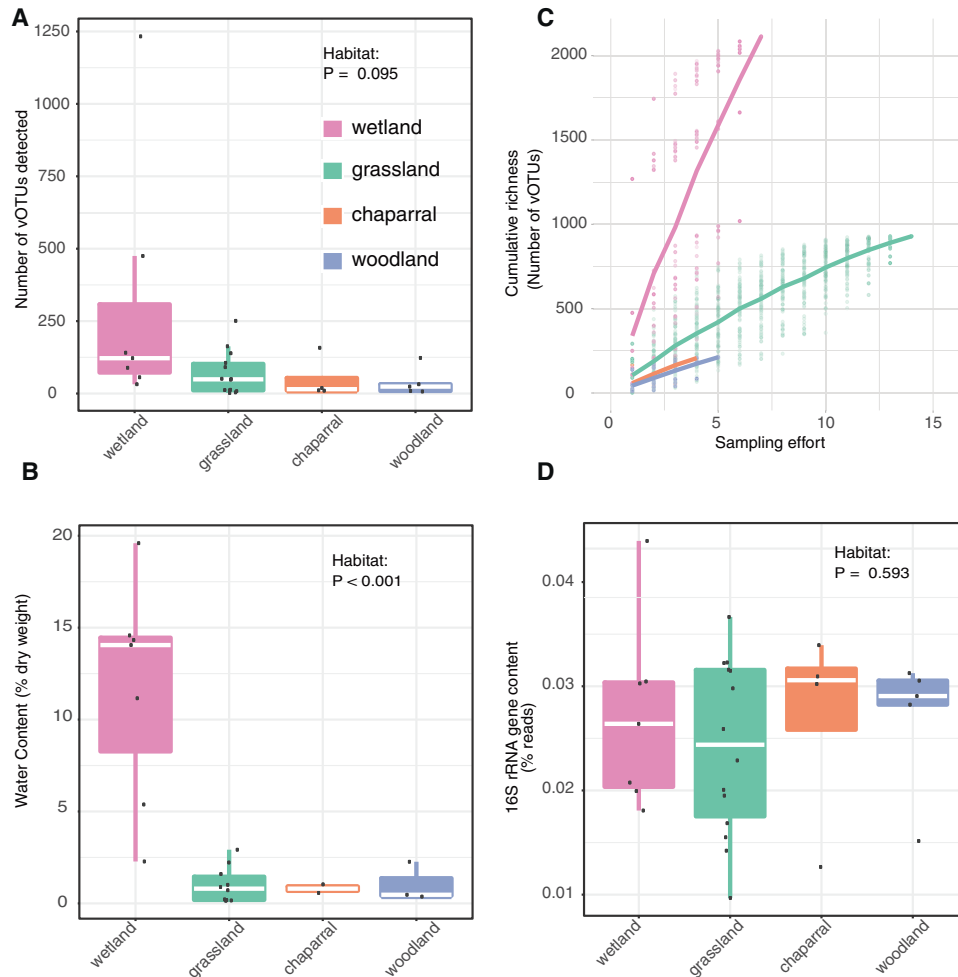 A
Number of vOTUs detected
1250
1000
750
500
250
0
Habitat:
P = 0.095
wetland
grassland
chaparral
woodland
wetland
grassland
chaparral
woodland
C
Cumulative richness
(Number of vOTUs)
2000
1500
1000
500
0
0
5
10
15
Sampling effort
B
Water Content (% dry weight)
20
15
10
5
0
Habitat:
P < 0.001
wetland
grassland
chaparral
woodland
D
16S rRNA gene content
(% reads)
0.04
0.03
0.02
0.01
Habitat:
P = 0.593
wetland
grassland
chaparral
woodland